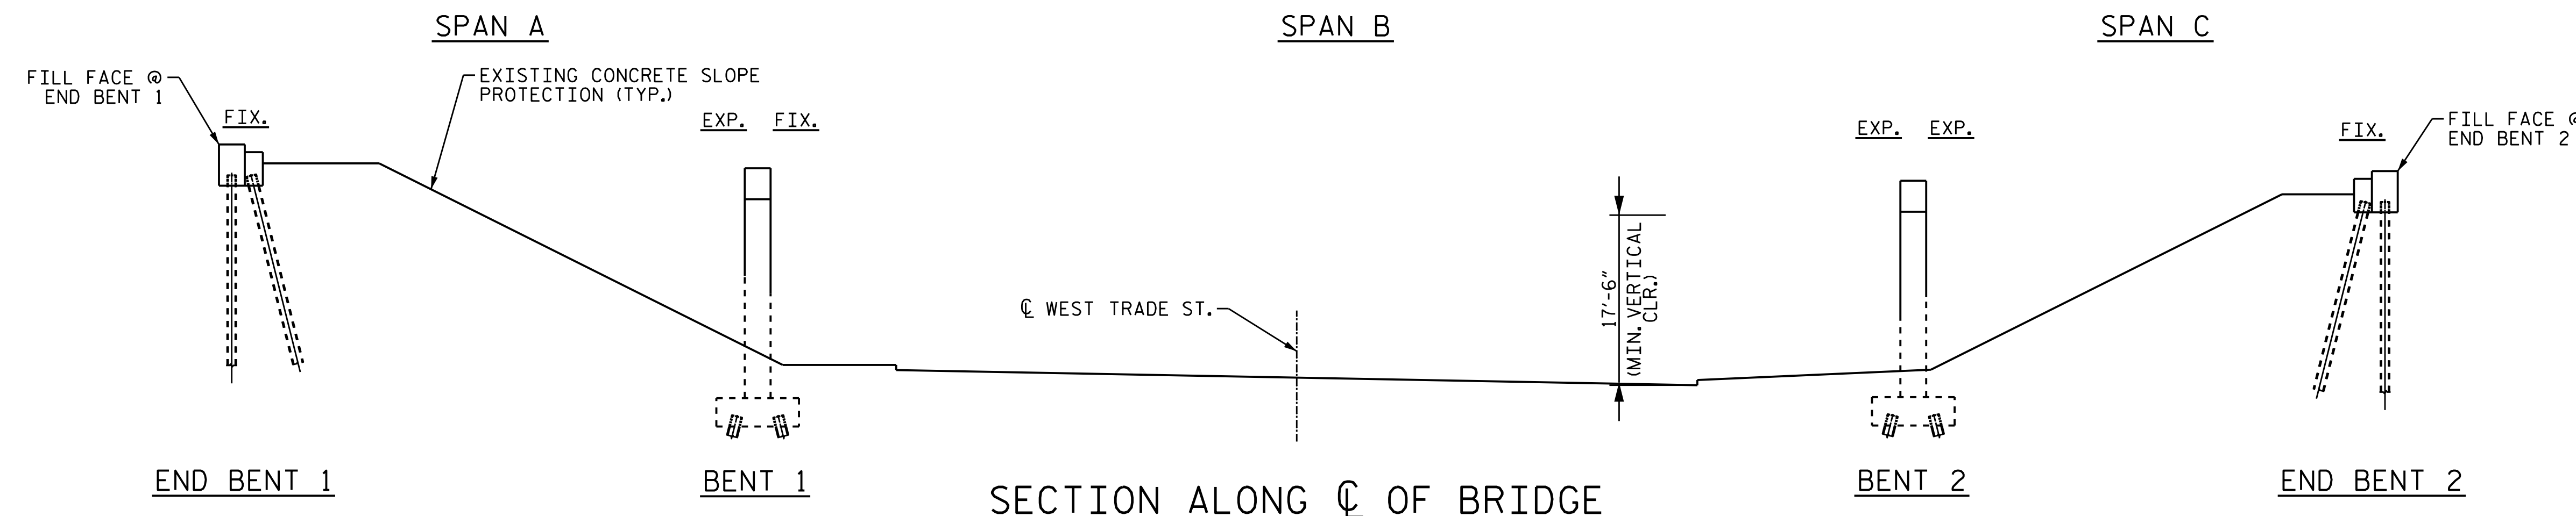 SPAN A
SPAN B
SPAN C
FILL FACE @
END BENT 1
FIX.
EXISTING CONCRETE SLOPE
PROTECTION (TYP.)
EXP. FIX.
EXP. EXP.
FIX.
FILL FACE @
END BENT 2
℄ WEST TRADE ST.
17'-6"
(MIN. VERTICAL
CLR.)
END BENT 1
BENT 1
SECTION ALONG ℄ OF BRIDGE
BENT 2
END BENT 2